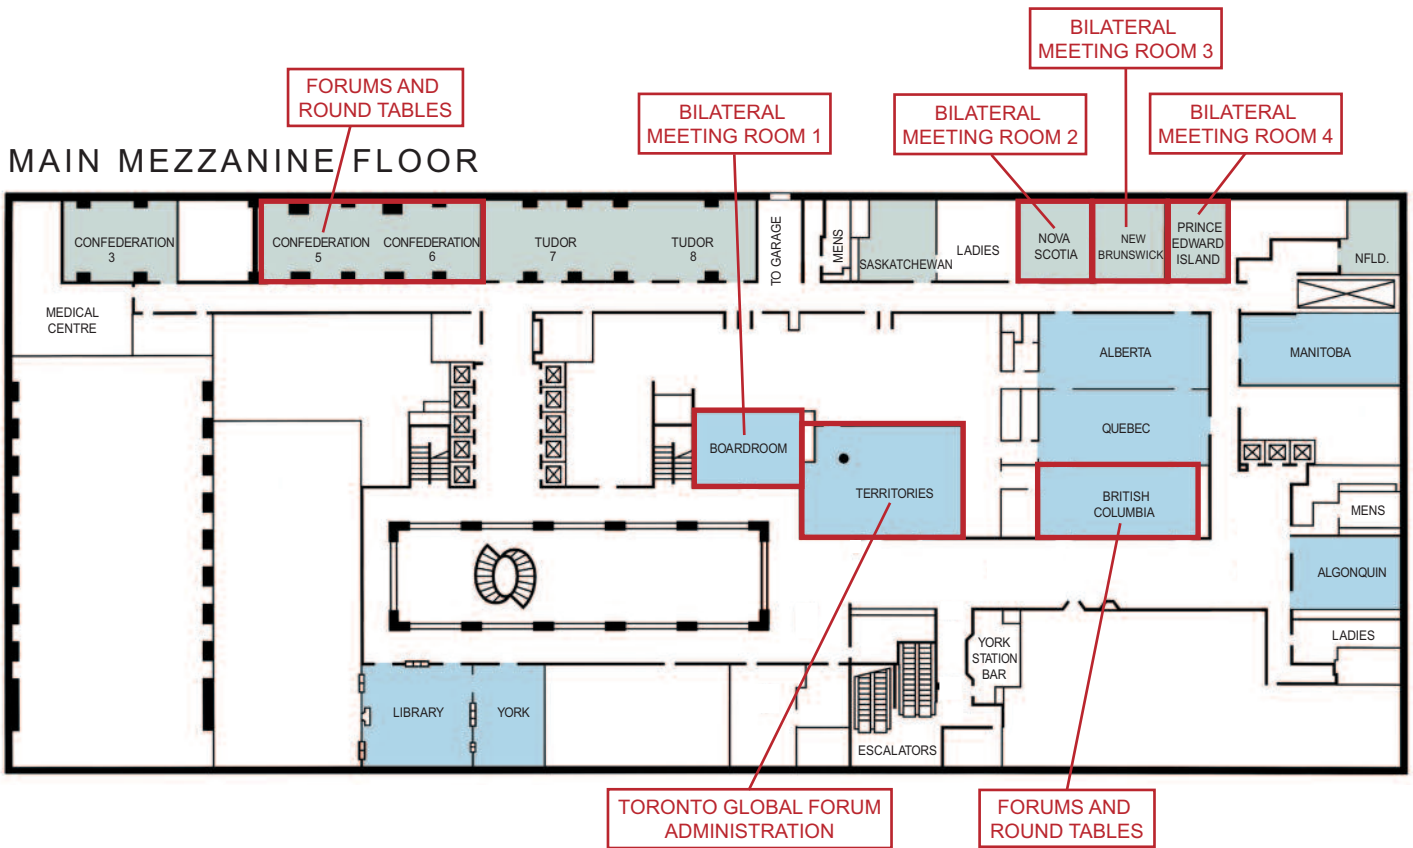 BILATERAL
MEETING ROOM 3
FORUMS AND
ROUND TABLES
BILATERAL
MEETING ROOM 1
BILATERAL
MEETING ROOM 2
BILATERAL
MEETING ROOM 4
MAIN MEZZANINE FLOOR
CONFEDERATION
3
CONFEDERATION
5
CONFEDERATION
6
TUDOR
7
TUDOR
8
TO GARAGE
MENS
SASKATCHEWAN
LADIES
NOVA
SCOTIA
NEW
BRUNSWICK
PRINCE
EDWARD
ISLAND
NFLD.
MEDICAL
CENTRE
ALBERTA
MANITOBA
QUEBEC
BOARDROOM
TERRITORIES
BRITISH
COLUMBIA
MENS
ALGONQUIN
LADIES
YORK
STATION
BAR
LIBRARY
YORK
ESCALATORS
TORONTO GLOBAL FORUM
ADMINISTRATION
FORUMS AND
ROUND TABLES